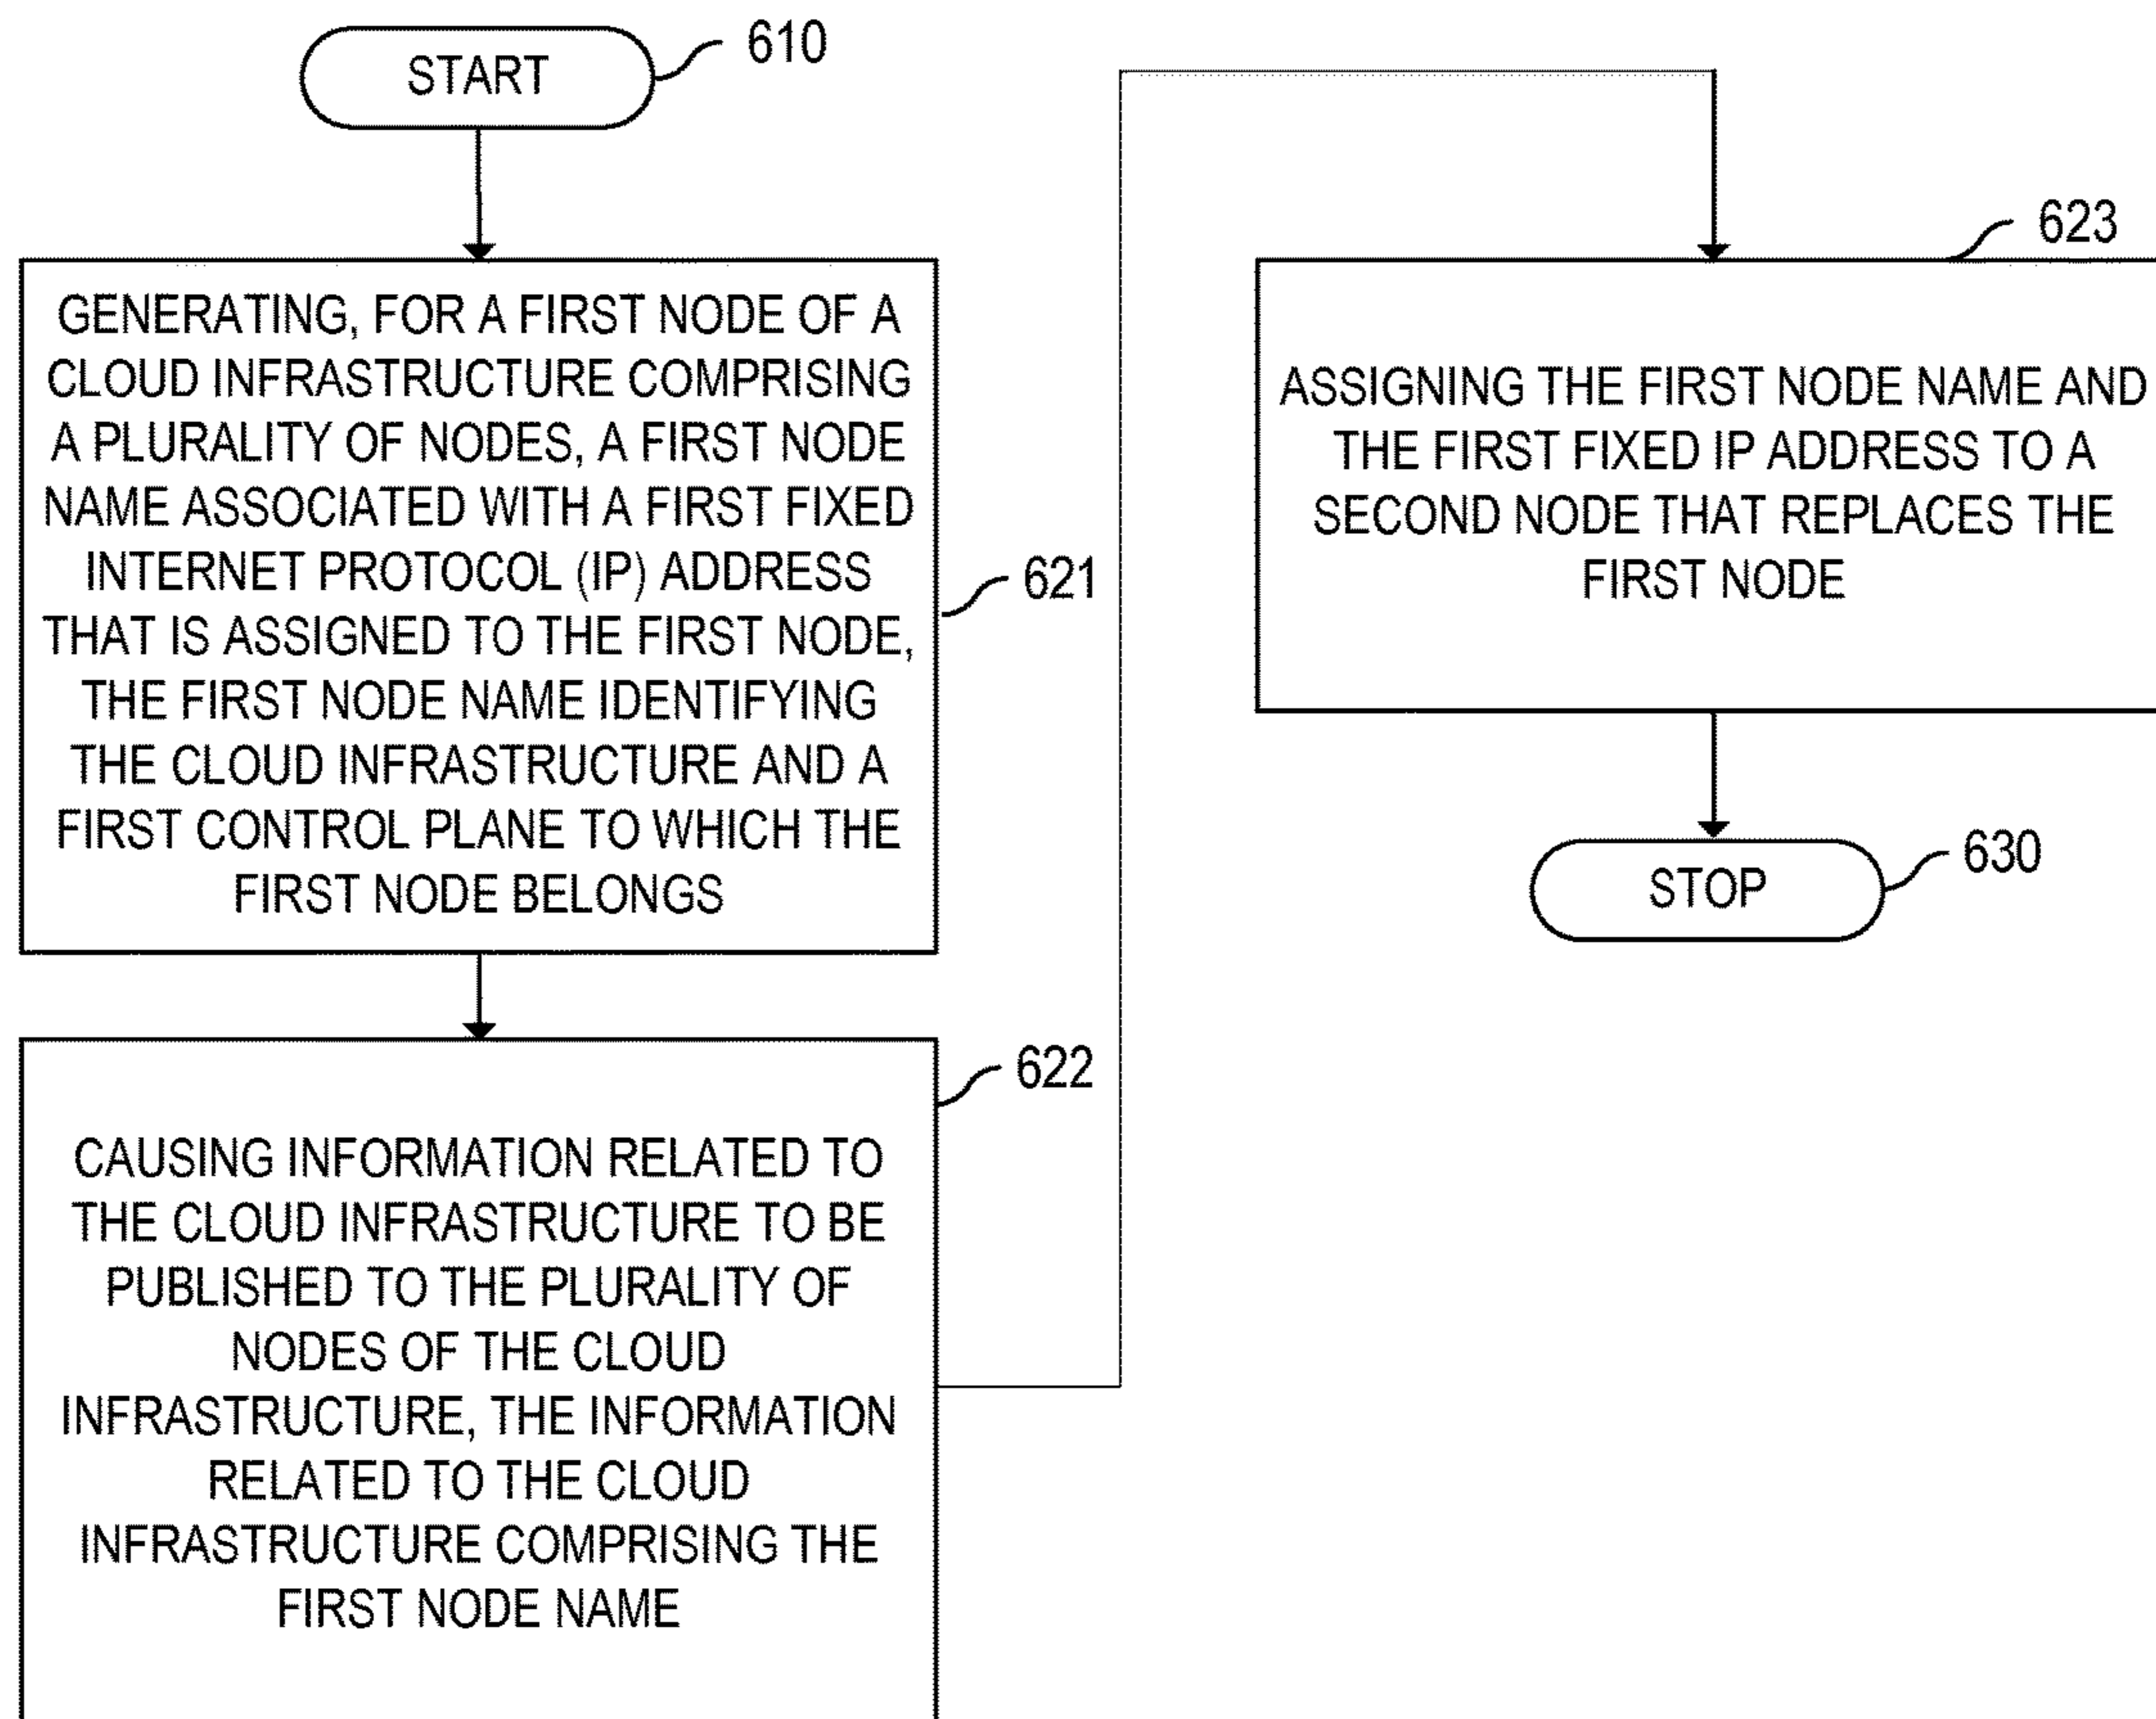 START
610
GENERATING, FOR A FIRST NODE OF A
CLOUD INFRASTRUCTURE COMPRISING
A PLURALITY OF NODES, A FIRST NODE
NAME ASSOCIATED WITH A FIRST FIXED
INTERNET PROTOCOL (IP) ADDRESS
THAT IS ASSIGNED TO THE FIRST NODE,
THE FIRST NODE NAME IDENTIFYING
THE CLOUD INFRASTRUCTURE AND A
FIRST CONTROL PLANE TO WHICH THE
FIRST NODE BELONGS
621
CAUSING INFORMATION RELATED TO
THE CLOUD INFRASTRUCTURE TO BE
PUBLISHED TO THE PLURALITY OF
NODES OF THE CLOUD
INFRASTRUCTURE, THE INFORMATION
RELATED TO THE CLOUD
INFRASTRUCTURE COMPRISING THE
FIRST NODE NAME
622
ASSIGNING THE FIRST NODE NAME AND
THE FIRST FIXED IP ADDRESS TO A
SECOND NODE THAT REPLACES THE
FIRST NODE
623
STOP
630